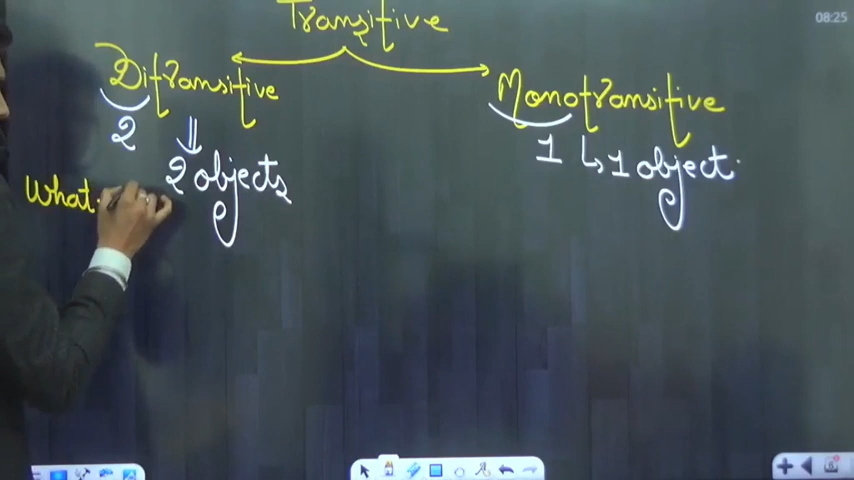 Transitive
Ditransitive
Monotransitive
2
1
2 objects
1 object.
What
08:25